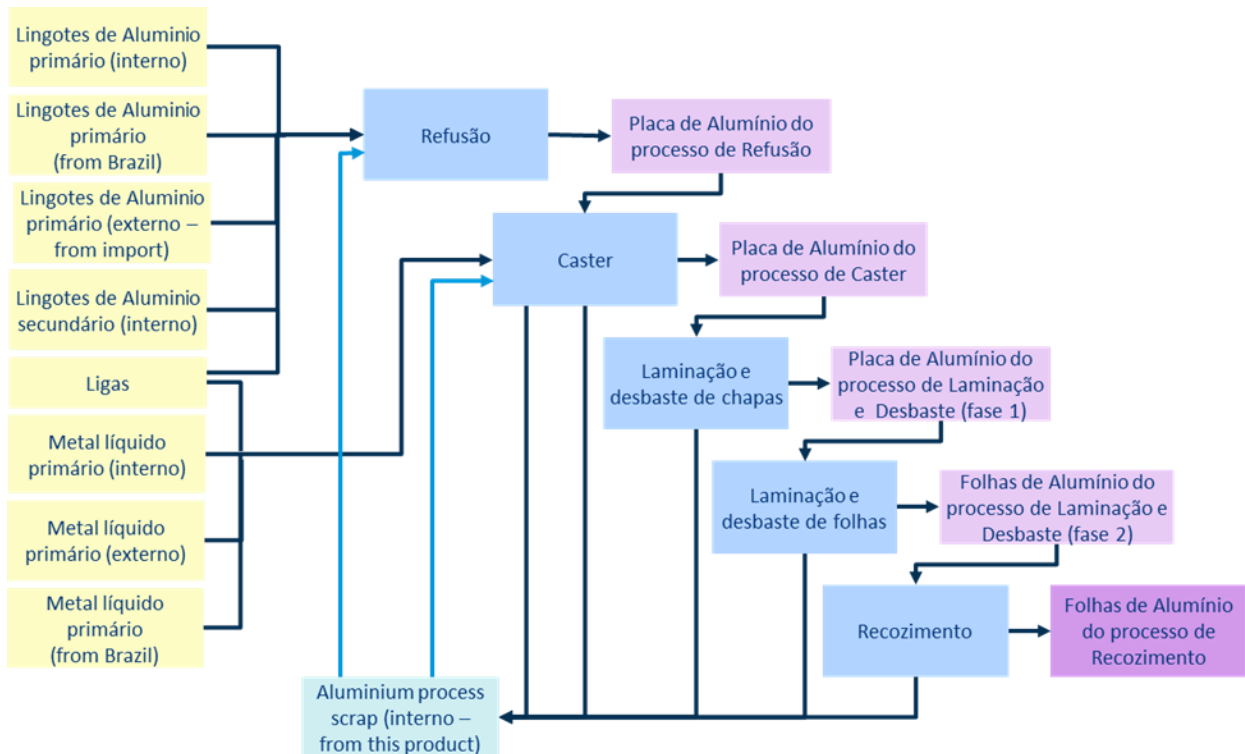 Lingotes de Aluminio
primário (interno)
Lingotes de Aluminio
primário
(from Brazil)
Lingotes de Aluminio
primário (externo –
from import)
Lingotes de Aluminio
secundário (interno)
Ligas
Metal líquido
primário (interno)
Metal líquido
primário (externo)
Metal líquido
primário
(from Brazil)
Refusão
Placa de Alumínio do
processo de Refusão
Caster
Placa de Alumínio do
processo de Caster
Laminação e
desbaste de chapas
Placa de Alumínio do
processo de Laminação
e Desbaste (fase 1)
Laminação e
desbaste de folhas
Folhas de Alumínio do
processo de Laminação e
Desbaste (fase 2)
Recozimento
Folhas de Alumínio
do processo de
Recozimento
Aluminium process
scrap (interno –
from this product)